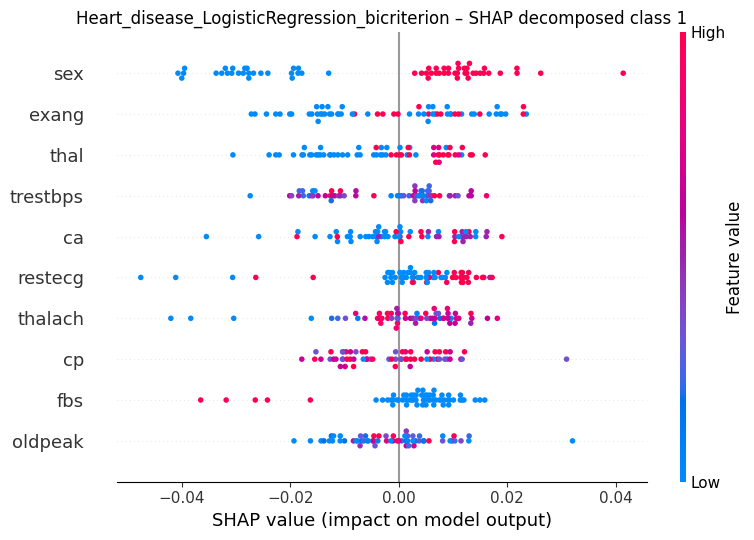 Heart_disease_LogisticRegression_bicriterion – SHAP decomposed class 1
High
sex
exang
thal
trestbps
ca
restecg
thalach
cp
fbs
oldpeak
Feature value
Low
−0.04 −0.02 0.00 0.02 0.04
SHAP value (impact on model output)